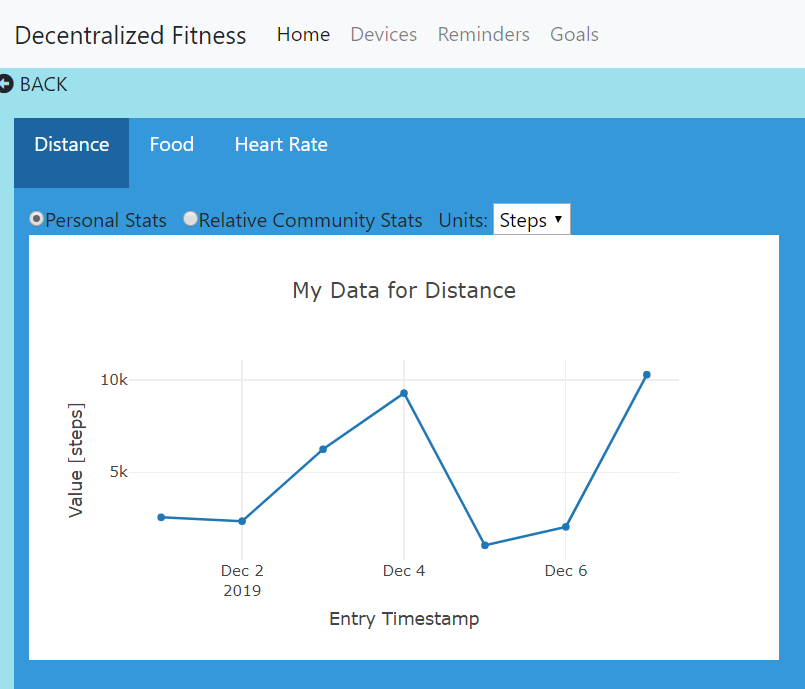 Decentralized Fitness Home Devices Reminders Goals
BACK
Distance Food Heart Rate
Personal Stats Relative Community Stats Units: Steps
My Data for Distance
10k
5k
Value [steps]
Dec 2 Dec 4 Dec 6
2019
Entry Timestamp